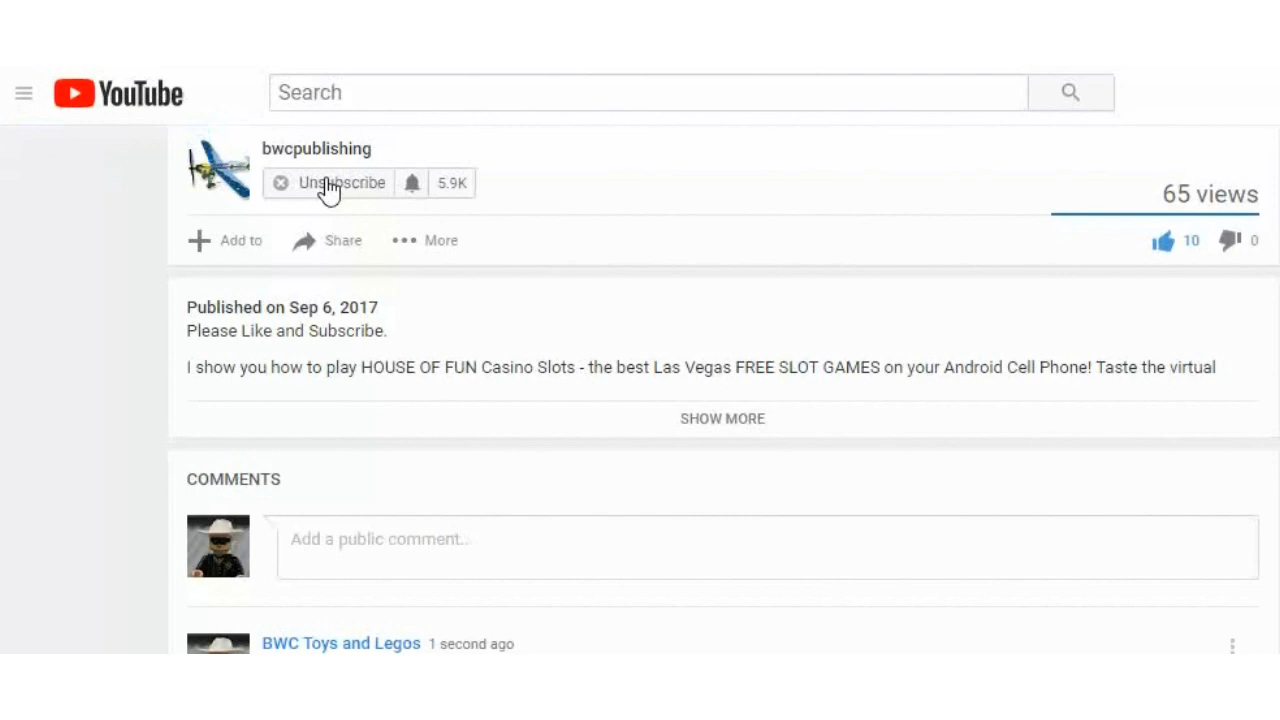 YouTube
Search
bwcpublishing
Unsubscribe 5.9K
65 views
Add to Share More
10 0
Published on Sep 6, 2017
Please Like and Subscribe.
I show you how to play HOUSE OF FUN Casino Slots - the best Las Vegas FREE SLOT GAMES on your Android Cell Phone! Taste the virtual
SHOW MORE
COMMENTS
Add a public comment...
BWC Toys and Legos 1 second ago